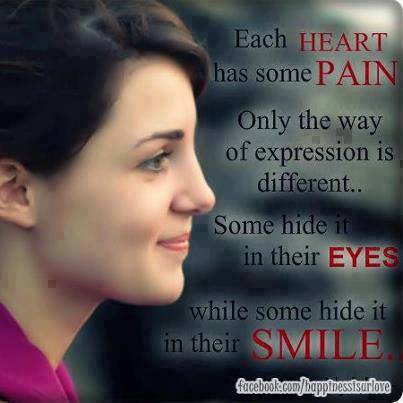 Each HEART
has some PAIN
Only the way
of expression is
different..
Some hide it
in their EYES
while some hide it
in their SMILE..
facebook.com/happinessisurlove